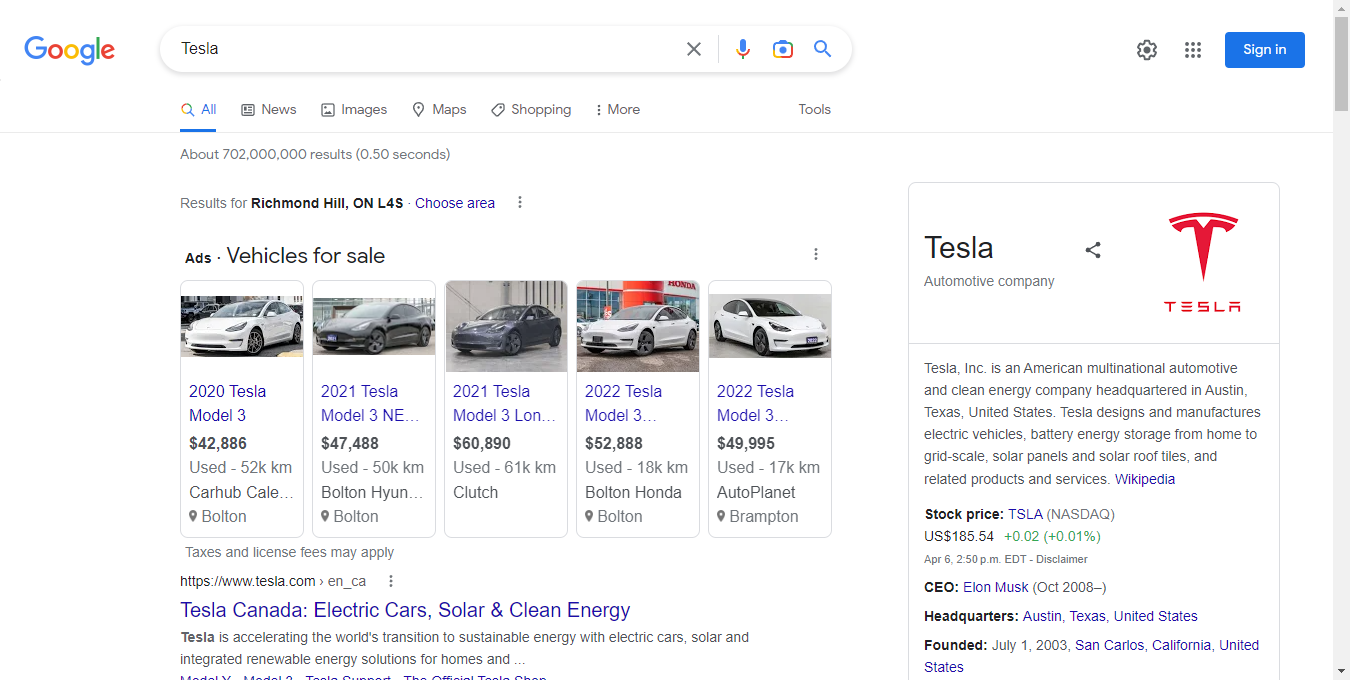 Google
Tesla
Sign in
All
News
Images
Maps
Shopping
More
Tools
About 702,000,000 results (0.50 seconds)
Results for Richmond Hill, ON L4S · Choose area
Ads · Vehicles for sale
HONDA
2020 Tesla
Model 3
$42,886
Used - 52k km
Carhub Cale...
Bolton
2021 Tesla
Model 3 NE...
$47,488
Used - 50k km
Bolton Hyun...
Bolton
2021 Tesla
Model 3 Lon...
$60,890
Used - 61k km
Clutch
2022 Tesla
Model 3...
$52,888
Used - 18k km
Bolton Honda
Bolton
2022 Tesla
Model 3...
$49,995
Used - 17k km
AutoPlanet
Brampton
Taxes and license fees may apply
https://www.tesla.com › en_ca
Tesla Canada: Electric Cars, Solar & Clean Energy
Tesla is accelerating the world's transition to sustainable energy with electric cars, solar and
integrated renewable energy solutions for homes and ...
Model Y · Model 3 · Tesla Support · The Official Tesla Shop
Tesla
Automotive company
TESLA
Tesla, Inc. is an American multinational automotive
and clean energy company headquartered in Austin,
Texas, United States. Tesla designs and manufactures
electric vehicles, battery energy storage from home to
grid-scale, solar panels and solar roof tiles, and
related products and services. Wikipedia
Stock price: TSLA (NASDAQ)
US$185.54 +0.02 (+0.01%)
Apr 6, 2:50 p.m. EDT - Disclaimer
CEO: Elon Musk (Oct 2008–)
Headquarters: Austin, Texas, United States
Founded: July 1, 2003, San Carlos, California, United
States